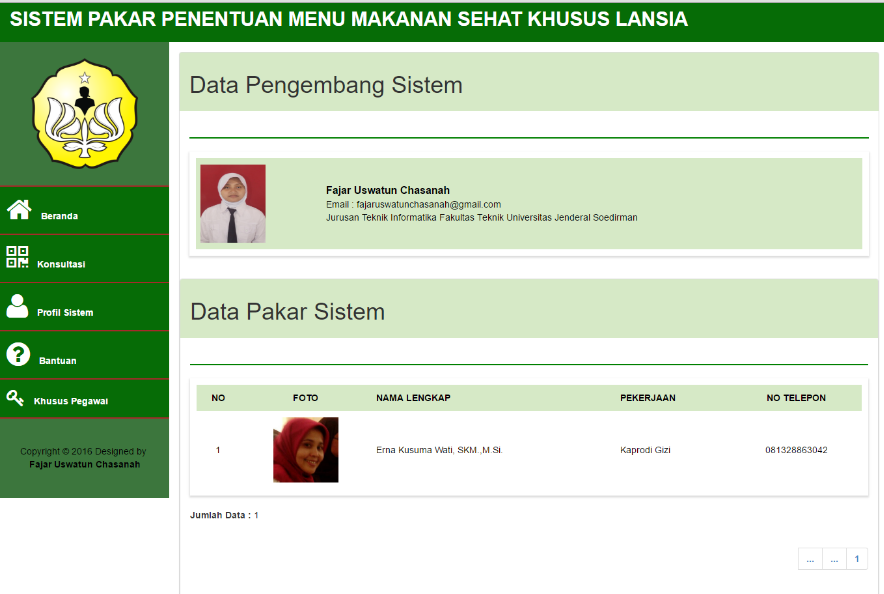 SISTEM PAKAR PENENTUAN MENU MAKANAN SEHAT KHUSUS LANSIA
Beranda
Konsultasi
Profil Sistem
Bantuan
Khusus Pegawai
Copyright © 2016 Designed by
Fajar Uswatun Chasanah
Data Pengembang Sistem
Fajar Uswatun Chasanah
Email : fajaruswatunchasanah@gmail.com
Jurusan Teknik Informatika Fakultas Teknik Universitas Jenderal Soedirman
Data Pakar Sistem
NO FOTO NAMA LENGKAP PEKERJAAN NO TELEPON
1 Erna Kusuma Wati, SKM.,M.Si. Kaprodi Gizi 081328863042
Jumlah Data : 1
... ... 1